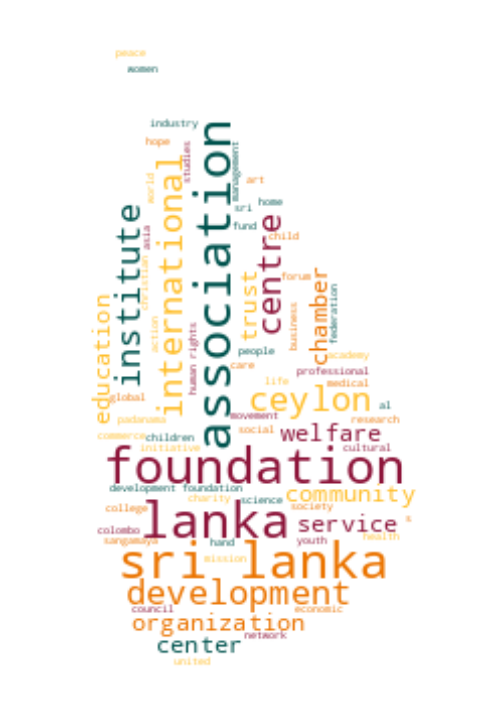 peace
women
industry
hope
studies
association
management
international
world
art
home
sri
institute
asia
fund
centre
child
christian
trust
forum
chamber
federation
education
action
human rights
business
people
academy
care
professional
life
medical
global
ceylon
al
padanama
movement
research
commerce
children
social
welfare
initiative
cultural
foundation
development foundation
charity
science
community
college
society
lanka
service
s
colombo
sangamaya
hand
youth
health
sri lanka
mission
development
council
economic
organization
network
center
united